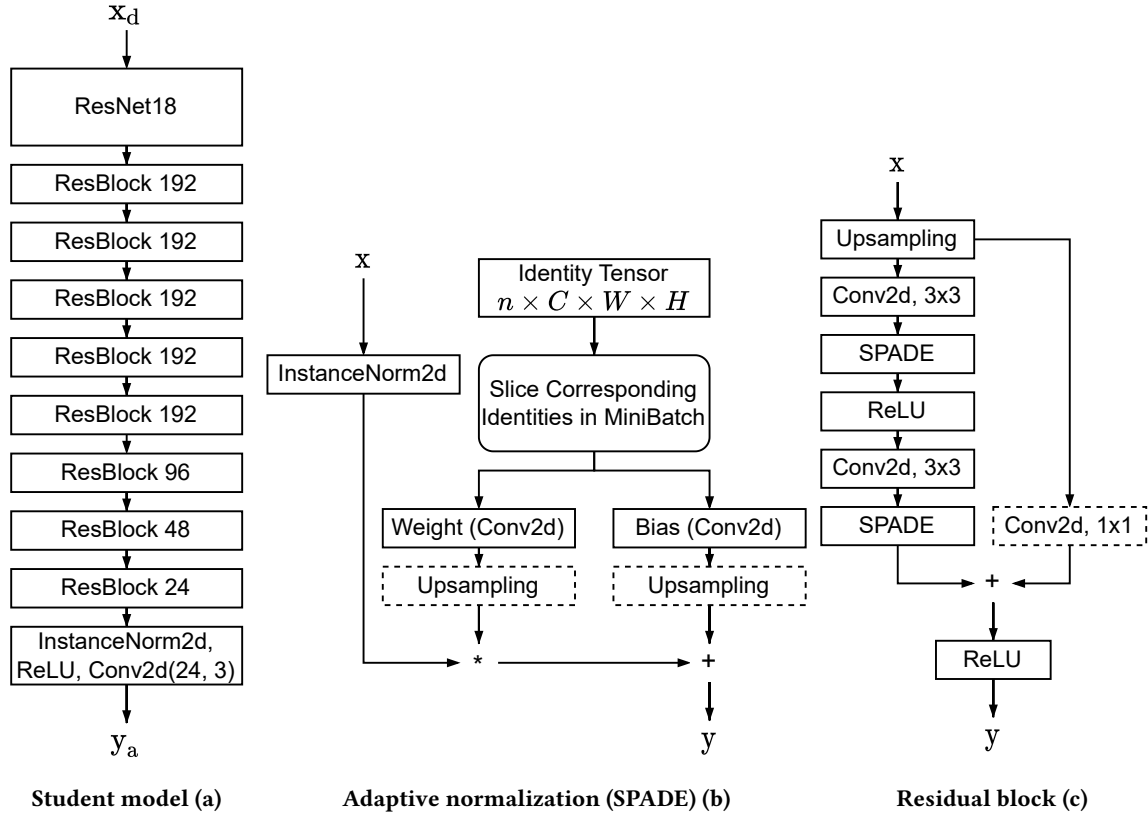 x_d
ResNet18
ResBlock 192
ResBlock 192
ResBlock 192
ResBlock 192
ResBlock 192
ResBlock 96
ResBlock 48
ResBlock 24
InstanceNorm2d,
ReLU, Conv2d(24, 3)
y_a
Student model (a)
x
InstanceNorm2d
Identity Tensor
n × C × W × H
Slice Corresponding
Identities in MiniBatch
Weight (Conv2d)
Bias (Conv2d)
Upsampling
Upsampling
*
+
y
Adaptive normalization (SPADE) (b)
x
Upsampling
Conv2d, 3x3
SPADE
ReLU
Conv2d, 3x3
SPADE
Conv2d, 1x1
+
ReLU
y
Residual block (c)